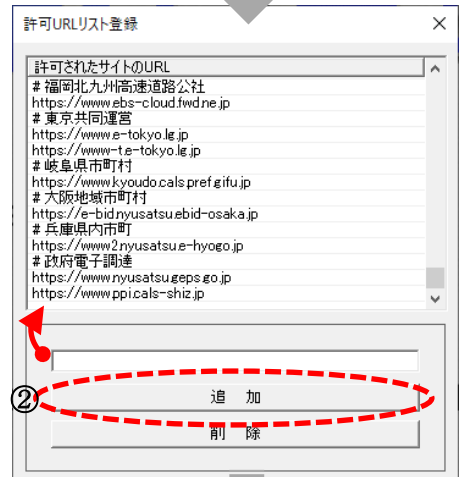 許可URLリスト登録
許可されたサイトのURL
# 福岡北九州高速道路公社
https://www.ebs-cloud.fwd.ne.jp
# 東京共同運営
https://www.e-tokyo.lg.jp
https://www-t.e-tokyo.lg.jp
# 岐阜県市町村
https://www.kyoudo.cals.pref.gifu.jp
# 大阪地域市町村
https://e-bid.nyusatsu.ebid-osaka.jp
# 兵庫県内市町
https://www2.nyusatsu.e-hyogo.jp
# 政府電子調達
https://www.nyusatsu.geps.go.jp
https://www.ppi.cals-shiz.jp
②
追 加
削 除